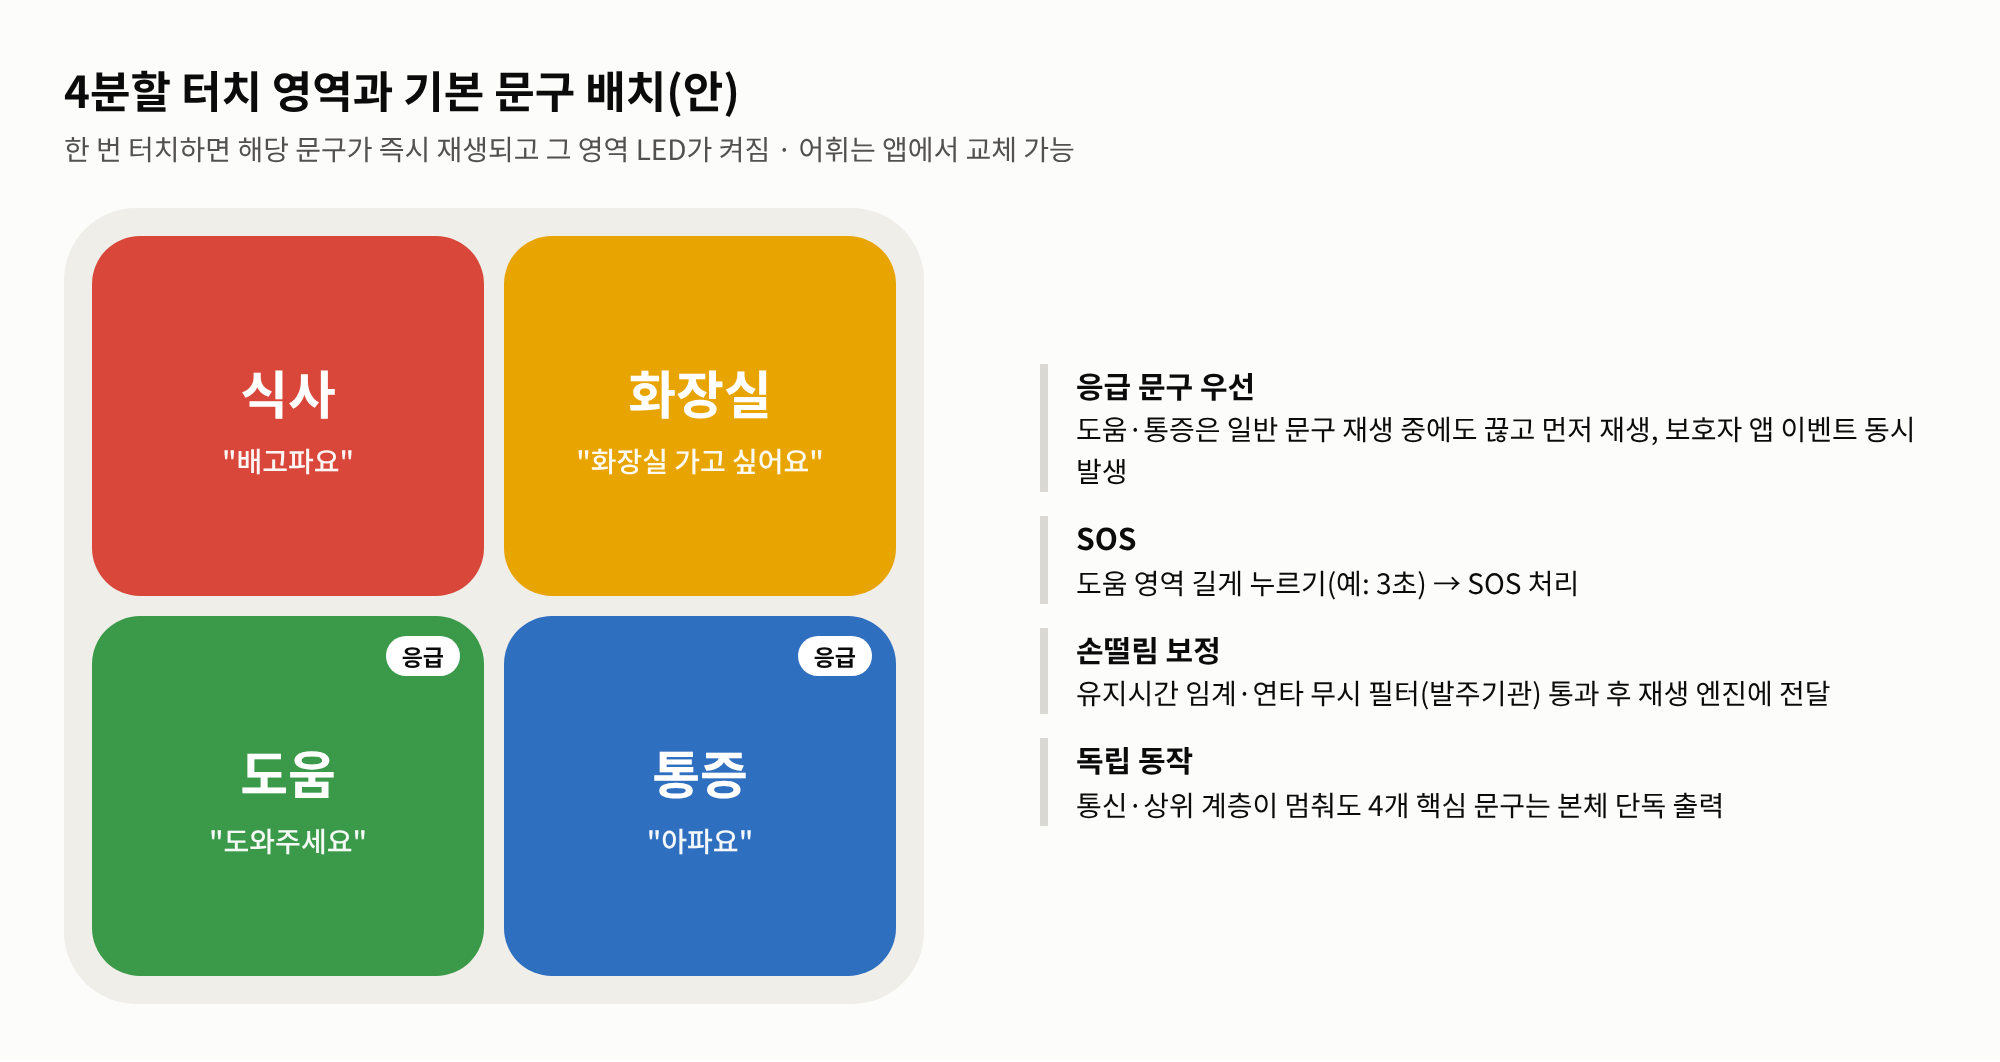 4분할 터치 영역과 기본 문구 배치(안)
한 번 터치하면 해당 문구가 즉시 재생되고 그 영역 LED가 켜짐 · 어휘는 앱에서 교체 가능
식사
"배고파요"
화장실
"화장실 가고 싶어요"
응급
도움
"도와주세요"
응급
통증
"아파요"
응급 문구 우선
도움·통증은 일반 문구 재생 중에도 끊고 먼저 재생, 보호자 앱 이벤트 동시
발생
SOS
도움 영역 길게 누르기(예: 3초) → SOS 처리
손떨림 보정
유지시간 임계·연타 무시 필터(발주기관) 통과 후 재생 엔진에 전달
독립 동작
통신·상위 계층이 멈춰도 4개 핵심 문구는 본체 단독 출력